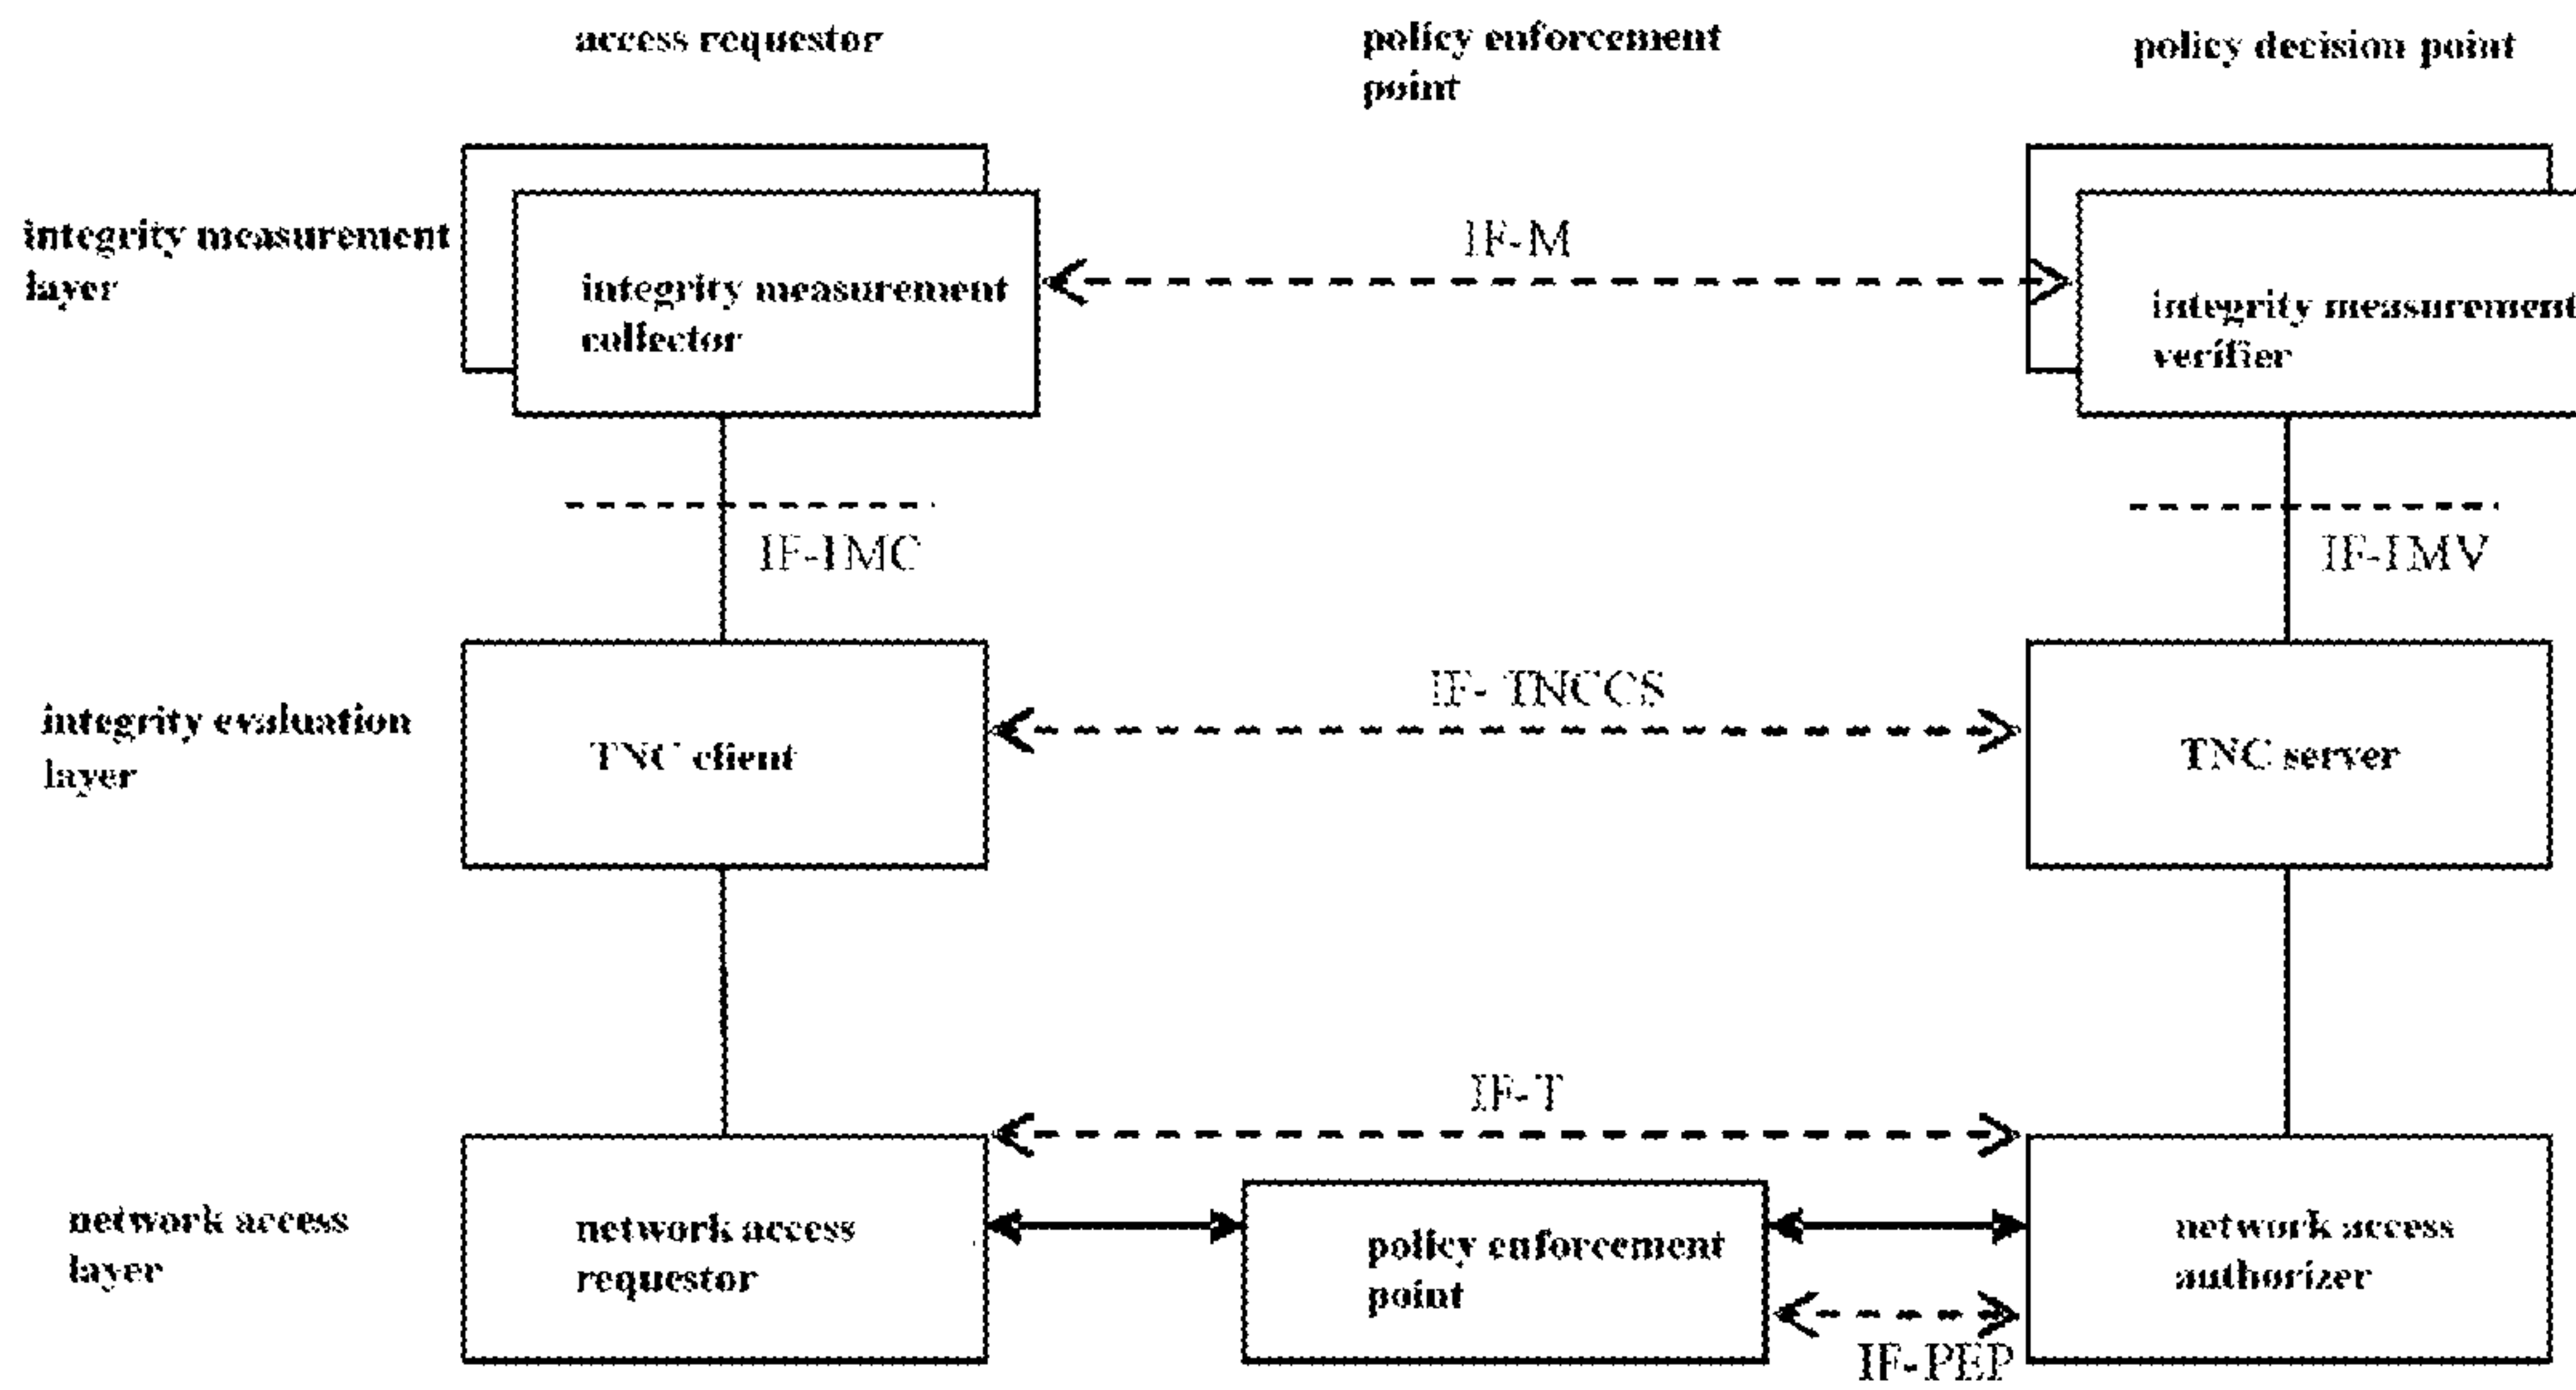 access requestor
policy enforcement
point
policy decision point
integrity measurement
layer
integrity measurement
collector
IF-M
integrity measurement
verifier
IF-IMC
IF-IMV
integrity evaluation
layer
TNC client
IF- TNCCS
TNC server
IF-T
network access
layer
network access
requestor
policy enforcement
point
network access
authorizer
IF-PEP